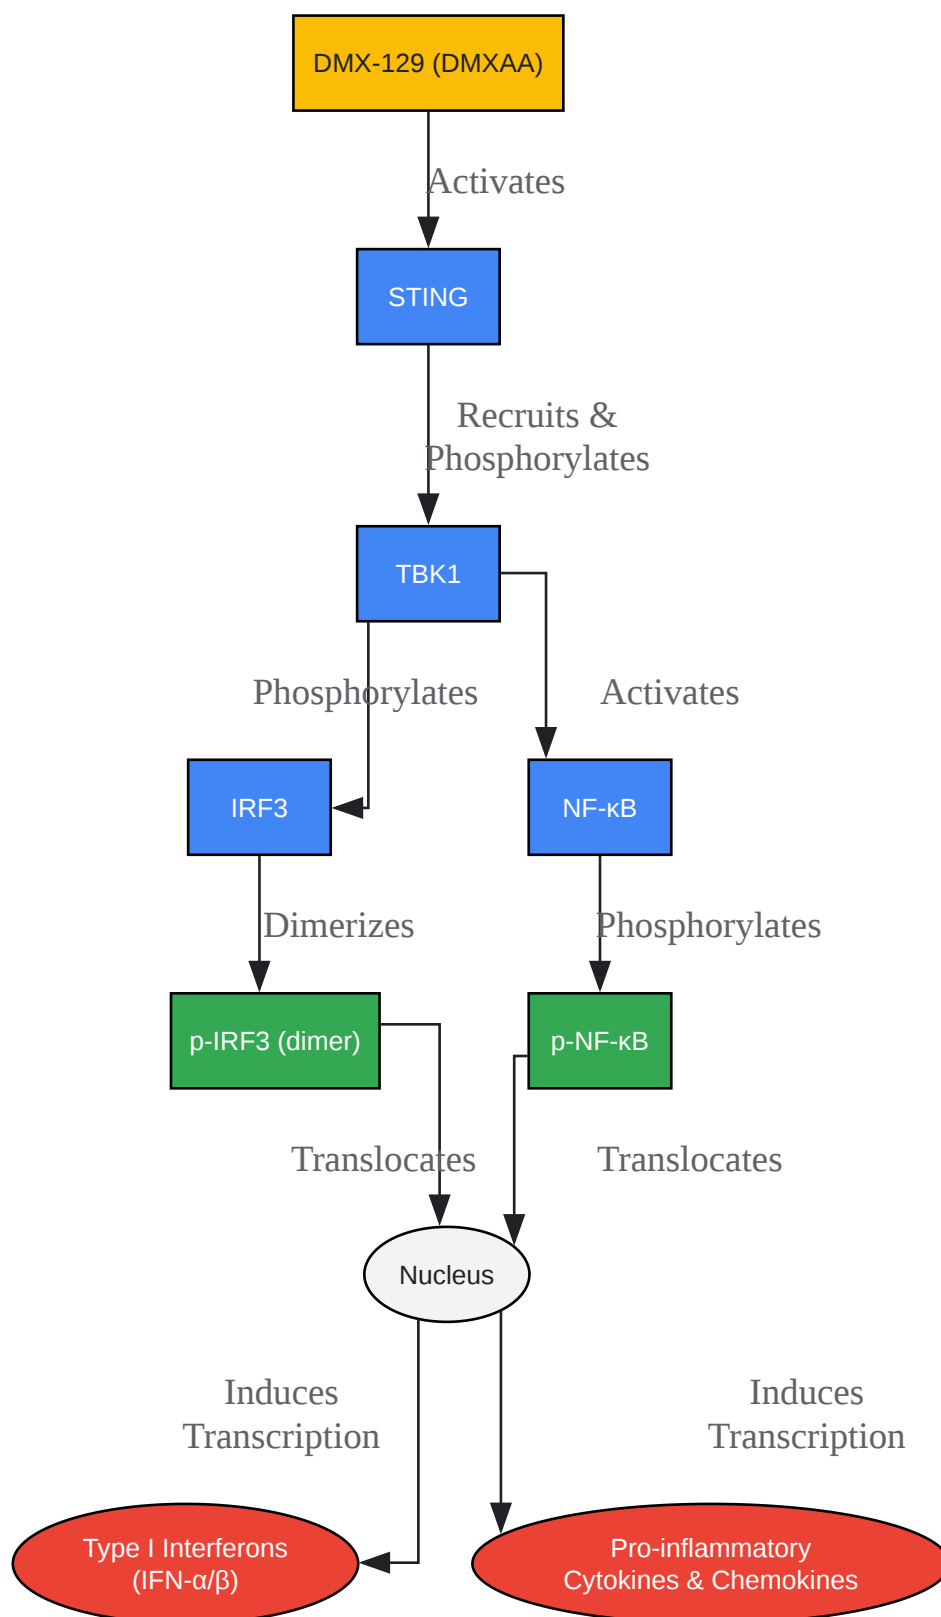 DMX-129 (DMXAA)
Activates
STING
Recruits &
Phosphorylates
TBK1
Phosphorylates
Activates
IRF3
NF-κB
Dimerizes
Phosphorylates
p-IRF3 (dimer)
p-NF-κB
Translocates
Translocates
Nucleus
Induces
Transcription
Induces
Transcription
Type I Interferons
(IFN-α/β)
Pro-inflammatory
Cytokines & Chemokines